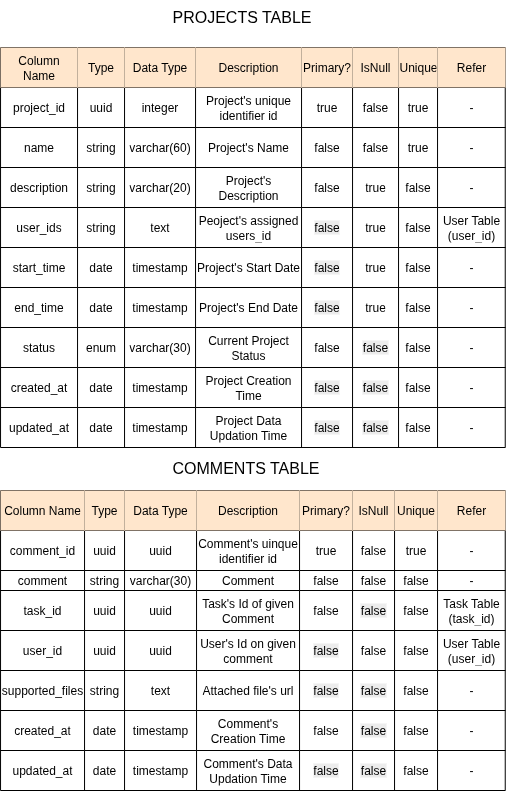 PROJECTS TABLE
Column Name | Type | Data Type | Description | Primary? | IsNull | Unique | Refer
project_id | uuid | integer | Project's unique identifier id | true | false | true | -
name | string | varchar(60) | Project's Name | false | false | true | -
description | string | varchar(20) | Project's Description | false | true | false | -
user_ids | string | text | Peoject's assigned users_id | false | true | false | User Table (user_id)
start_time | date | timestamp | Project's Start Date | false | true | false | -
end_time | date | timestamp | Project's End Date | false | true | false | -
status | enum | varchar(30) | Current Project Status | false | false | false | -
created_at | date | timestamp | Project Creation Time | false | false | false | -
updated_at | date | timestamp | Project Data Updation Time | false | false | false | -
COMMENTS TABLE
Column Name | Type | Data Type | Description | Primary? | IsNull | Unique | Refer
comment_id | uuid | uuid | Comment's uinque identifier id | true | false | true | -
comment | string | varchar(30) | Comment | false | false | false | -
task_id | uuid | uuid | Task's Id of given Comment | false | false | false | Task Table (task_id)
user_id | uuid | uuid | User's Id on given comment | false | false | false | User Table (user_id)
supported_files | string | text | Attached file's url | false | false | false | -
created_at | date | timestamp | Comment's Creation Time | false | false | false | -
updated_at | date | timestamp | Comment's Data Updation Time | false | false | false | -